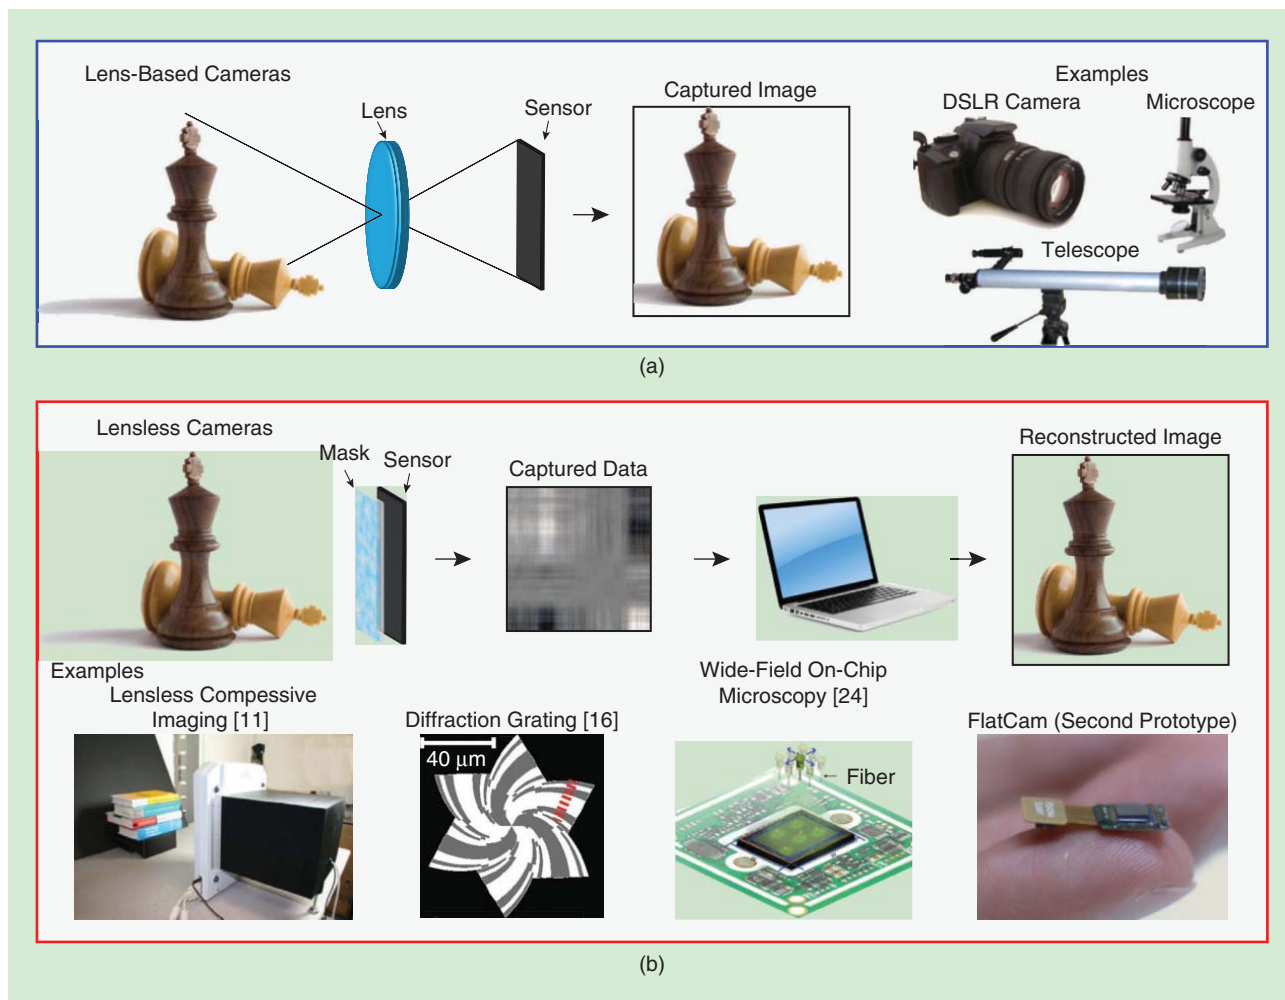 Lens-Based Cameras
Lens
Sensor
Captured Image
Examples
DSLR Camera
Microscope
Telescope
(a)
Lensless Cameras
Mask
Sensor
Captured Data
Reconstructed Image
Examples
Lensless Compessive
Imaging [11]
Diffraction Grating [16]
40 μm
Wide-Field On-Chip
Microscopy [24]
Fiber
FlatCam (Second Prototype)
(b)